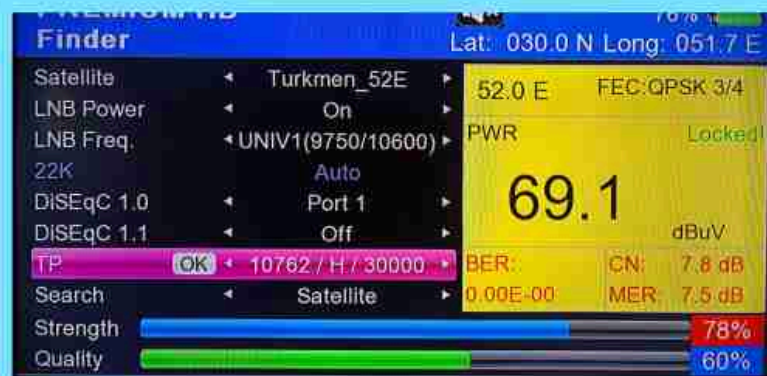 Finder
Lat: 030.0 N Long: 051.7 E
Satellite Turkmen_52E
LNB Power On
LNB Freq. UNIV1(9750/10600)
22K Auto
DiSEqC 1.0 Port 1
DiSEqC 1.1 Off
TP OK 10762 / H / 30000
Search Satellite
Strength 78%
Quality 60%
52.0 E FEC:QPSK 3/4
PWR Locked!
69.1
dBuV
BER: CN: 7.8 dB
0.00E-00 MER: 7.5 dB